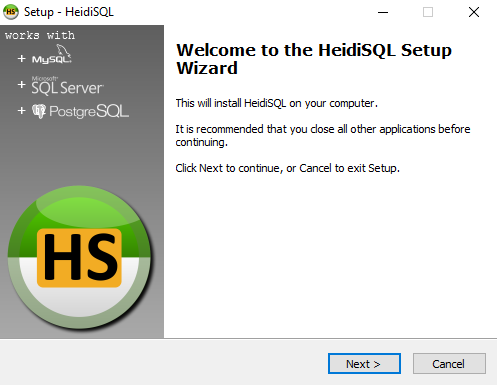 Setup - HeidiSQL
works with
+ MySQL
+ Microsoft SQL Server
+ PostgreSQL
HS
Welcome to the HeidiSQL Setup
Wizard
This will install HeidiSQL on your computer.
It is recommended that you close all other applications before
continuing.
Click Next to continue, or Cancel to exit Setup.
Next >
Cancel